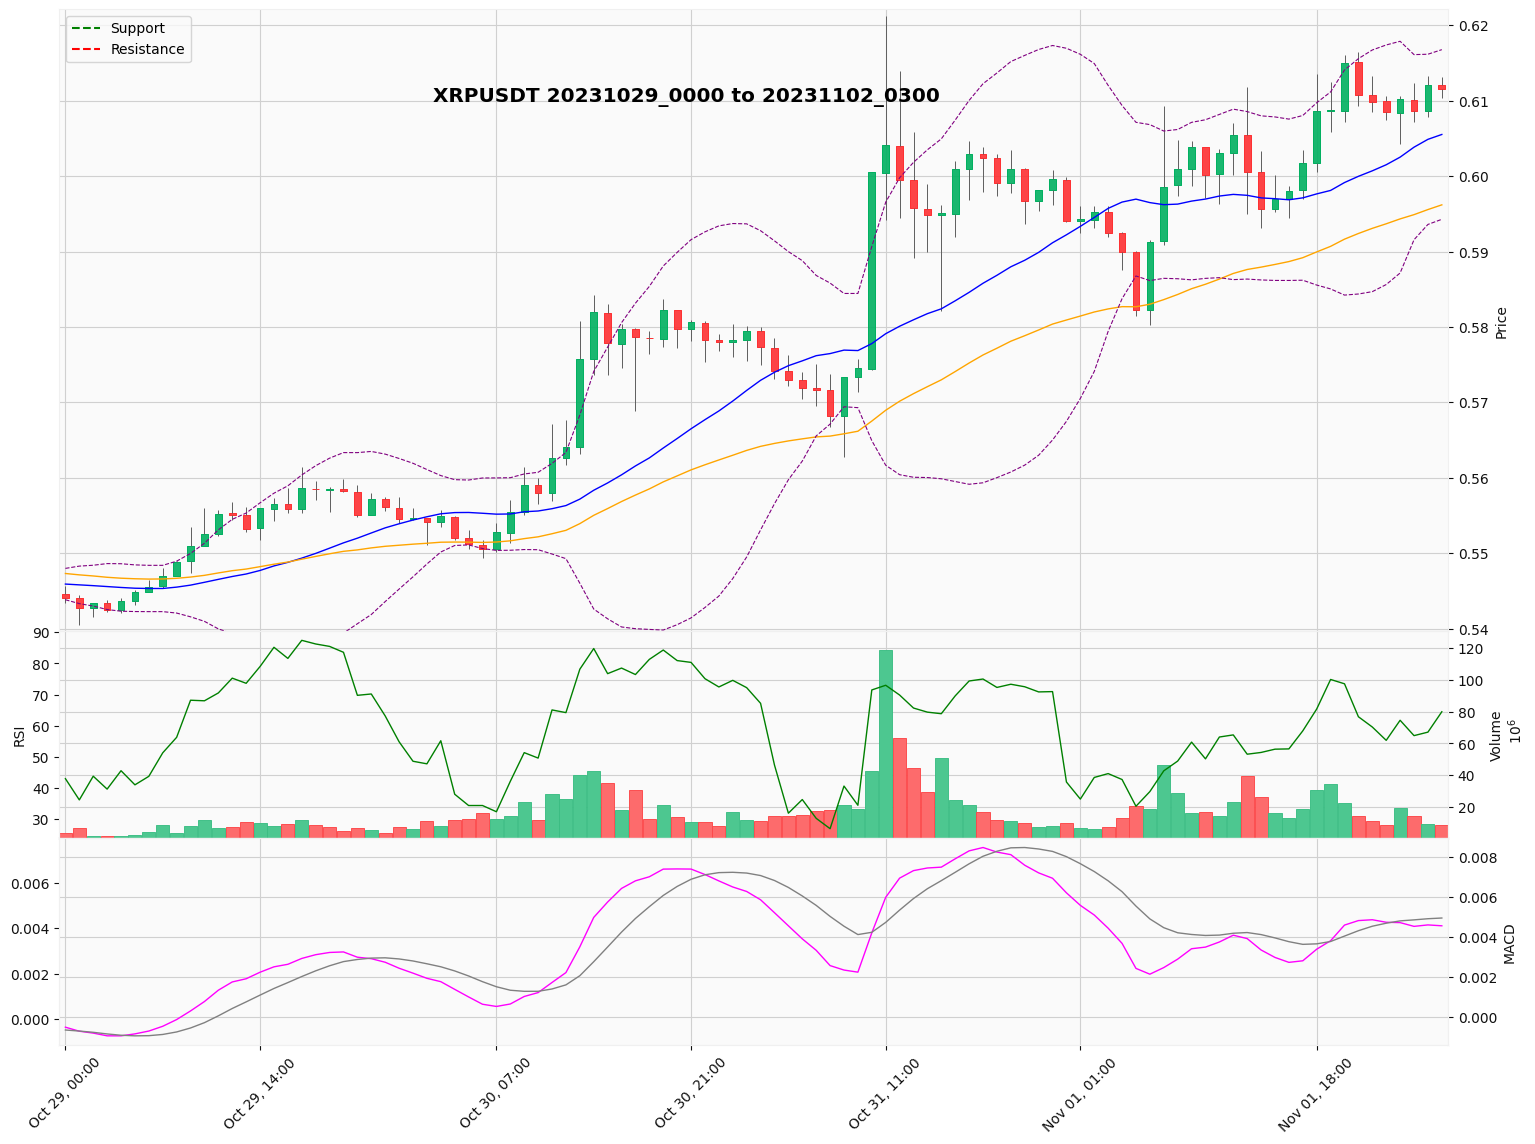 Support
Resistance
XRPUSDT 20231029_0000 to 20231102_0300
0.62
0.61
0.60
0.59
0.58
0.57
0.56
0.55
0.54
Price
90
80
70
60
50
40
30
RSI
120
100
80
60
40
20
Volume
10^6
0.006
0.004
0.002
0.000
0.008
0.006
0.004
0.002
0.000
MACD
Oct 29, 00:00
Oct 29, 14:00
Oct 30, 07:00
Oct 30, 21:00
Oct 31, 11:00
Nov 01, 01:00
Nov 01, 18:00